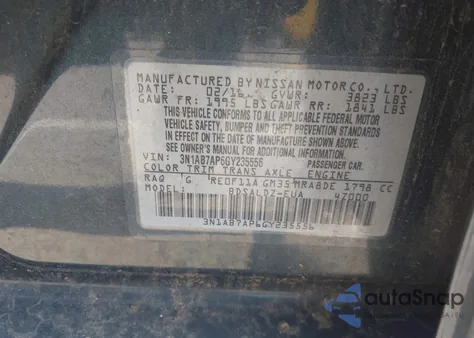 MANUFACTURED BY NISSAN MOTOR CO., LTD.
DATE: 02/16 GVWR: 3823 LBS
GAWR FR: 1995 LBS GAWR RR: 1841 LBS
THIS VEHICLE CONFORMS TO ALL APPLICABLE FEDERAL MOTOR
VEHICLE SAFETY, BUMPER AND THEFT PREVENTION STANDARDS
IN EFFECT ON THE DATE OF MANUFACTURE SHOWN ABOVE.
SEE OWNERS MANUAL OR FOR ADDITIONAL INFORMATION
VIN: 3N1AB7AP6GY235556 PASSENGER CAR
COLOR TRIM TRANS AXLE ENGINE
RAQ G RE0F11A GM35 MRA8DE 1798 CC
MODEL: BDSALDZ-EUA 47000
3N1AB7AP6GY235556
autoSnap